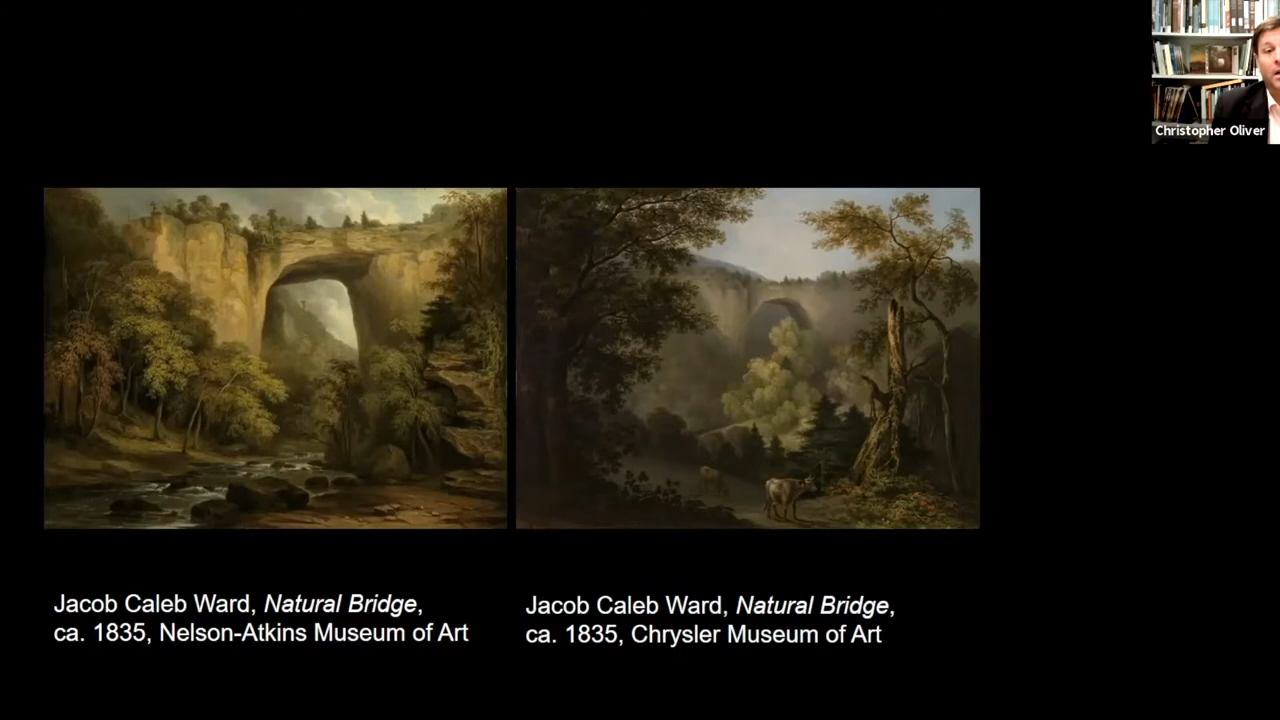 Christopher Oliver
Jacob Caleb Ward, Natural Bridge,
ca. 1835, Nelson-Atkins Museum of Art
Jacob Caleb Ward, Natural Bridge,
ca. 1835, Chrysler Museum of Art